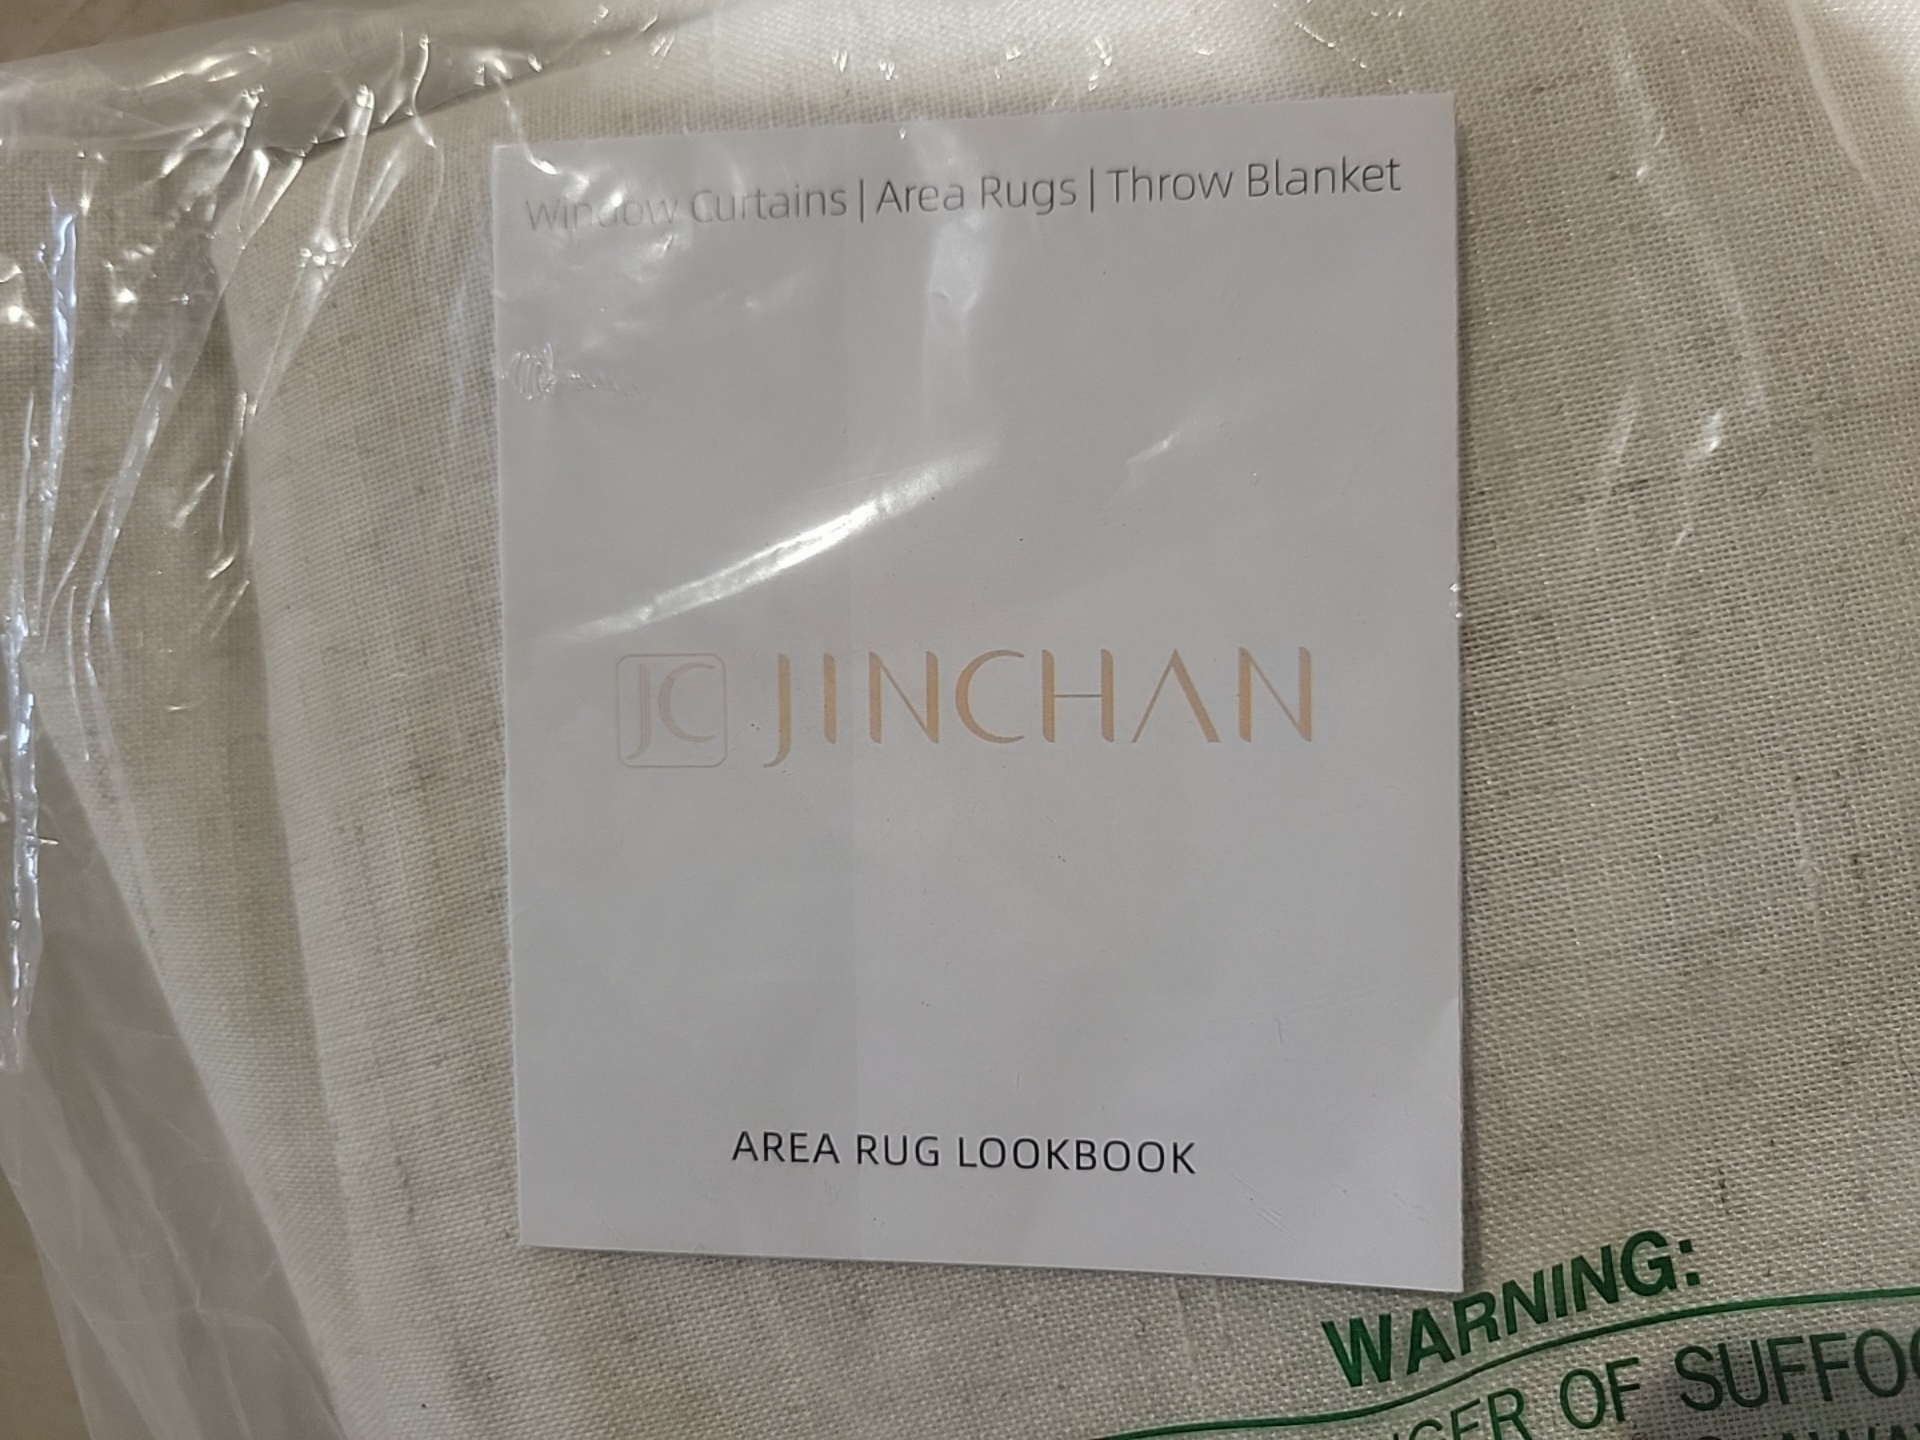 Window Curtains | Area Rugs | Throw Blanket
JC JINCHAN
AREA RUG LOOKBOOK
WARNING:
OF